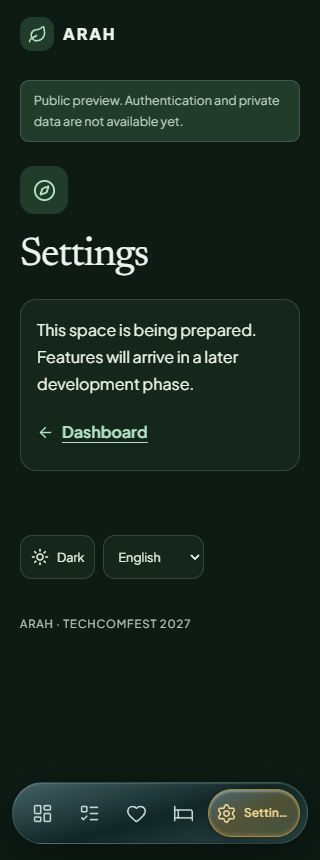 ARAH
Public preview. Authentication and private
data are not available yet.
Settings
This space is being prepared.
Features will arrive in a later
development phase.
← Dashboard
Dark
English
ARAH · TECHCOMFEST 2027
Settin...